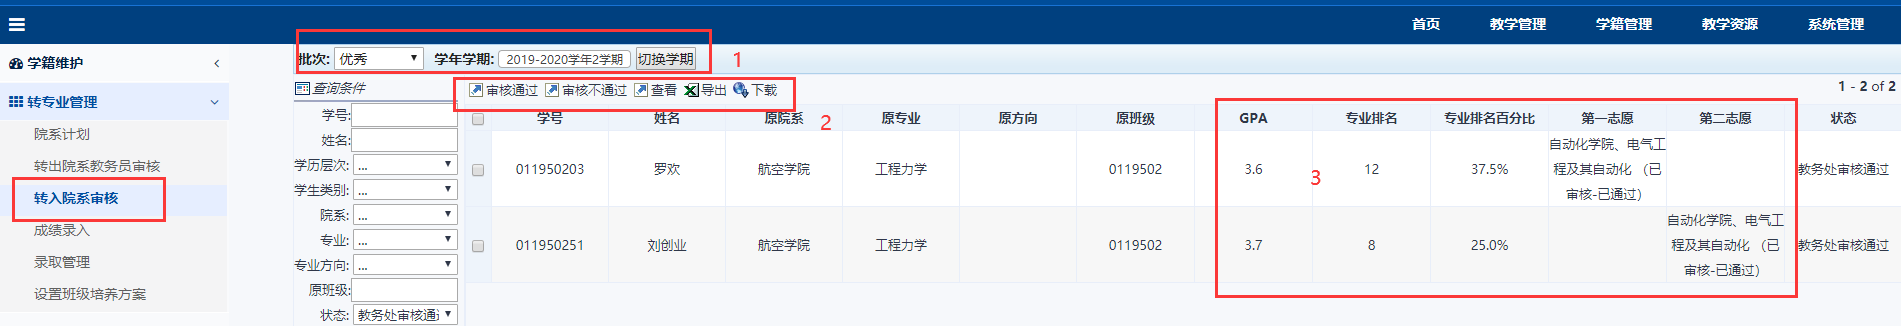 首页 教学管理 学籍管理 教学资源 系统管理
学籍维护
转专业管理
院系计划
转出院系教务员审核
转入院系审核
成绩录入
录取管理
设置班级培养方案
批次: 优秀 学年学期: 2019-2020学年2学期 切换学期
1
查询条件
学号:
姓名:
学历层次: ...
学生类别: ...
院系: ...
专业: ...
专业方向: ...
原班级:
状态: 教务处审核通过
审核通过 审核不通过 查看 导出 下载
1 - 2 of 2
2
学号 姓名 原院系 原专业 原方向 原班级 GPA 专业排名 专业排名百分比 第一志愿 第二志愿 状态
011950203 罗欢 航空学院 工程力学 0119502 3.6 12 37.5%
自动化学院、电气工
程及其自动化 （已
审核-已通过）
教务处审核通过
3
011950251 刘创业 航空学院 工程力学 0119502 3.7 8 25.0%
自动化学院、电气工
程及其自动化 （已
审核-已通过）
教务处审核通过